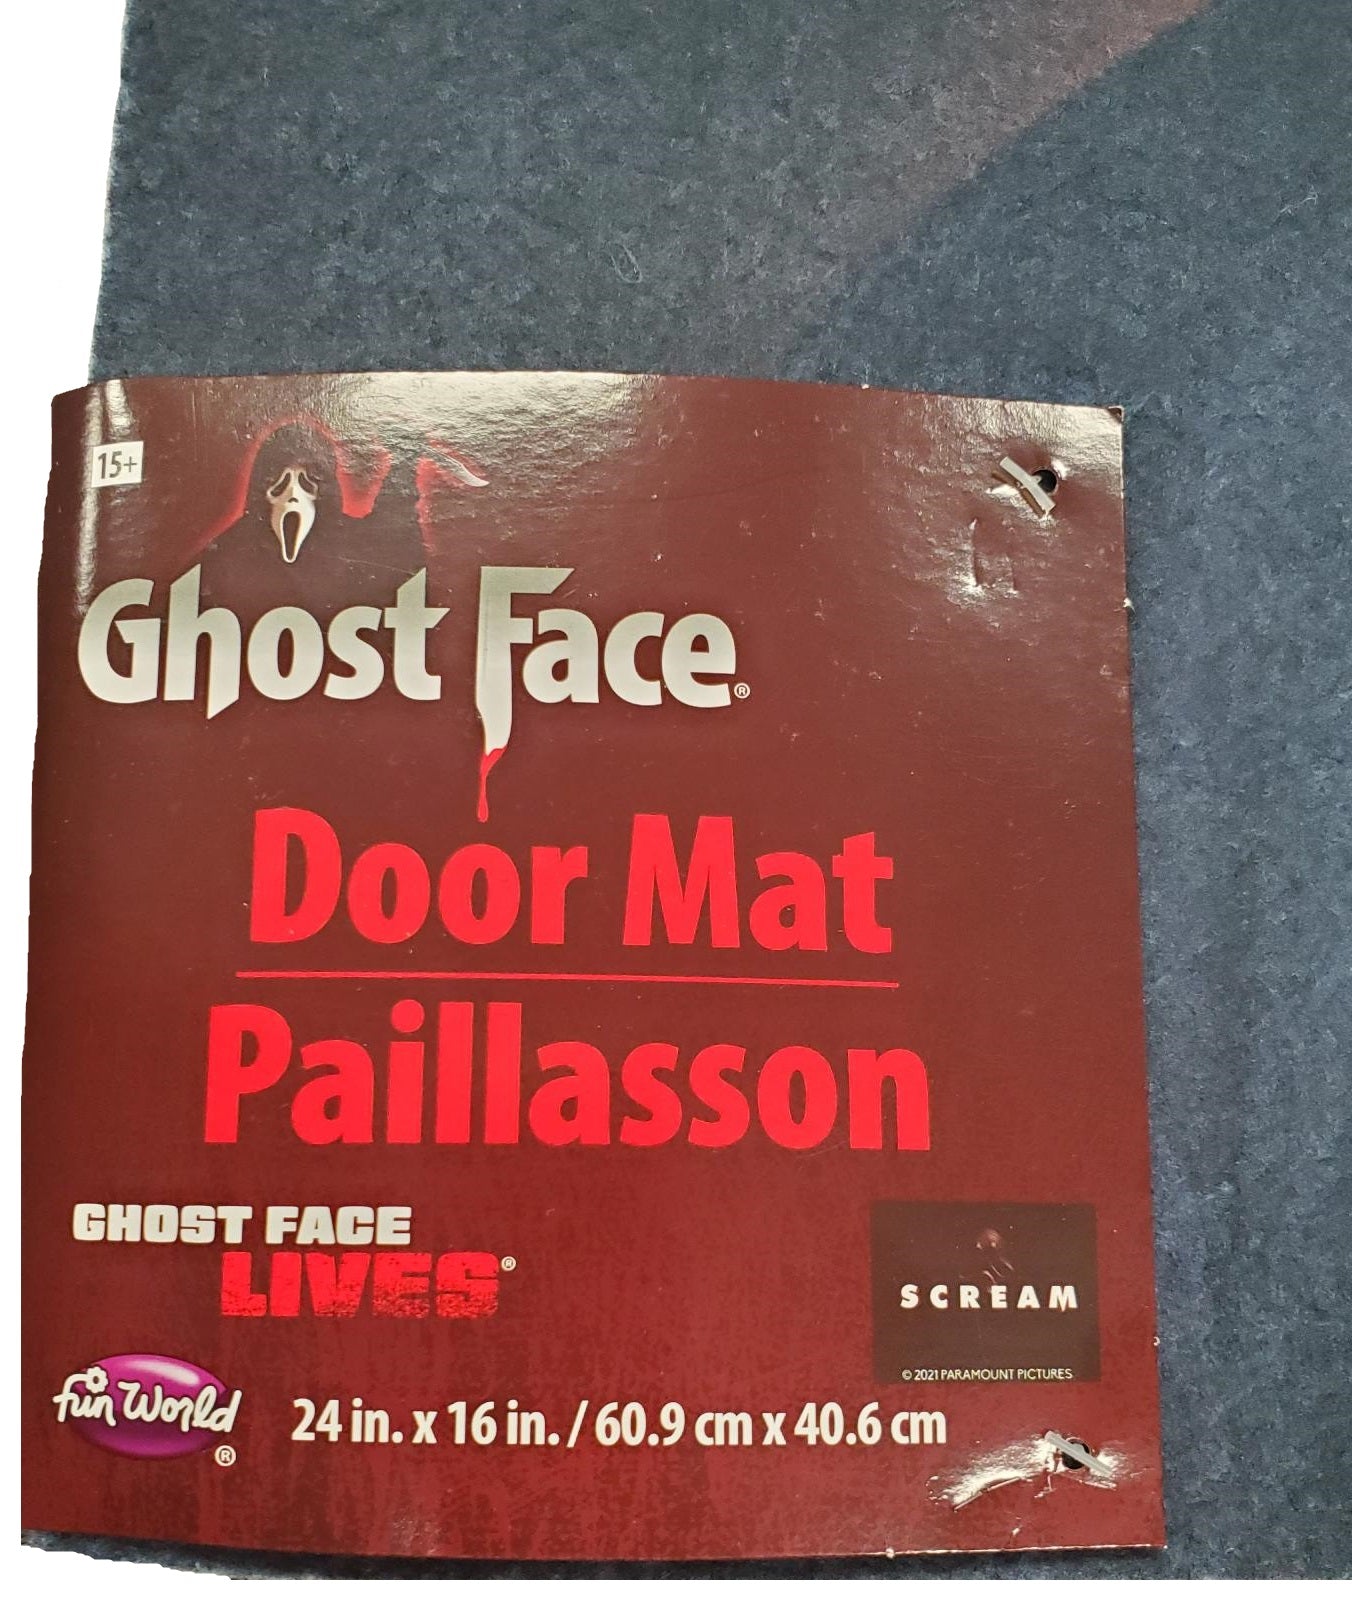 15+
Ghost Face®
Door Mat
Paillasson
GHOST FACE
LIVES®
SCREAM
© 2021 PARAMOUNT PICTURES
fun World®
24 in. x 16 in. / 60.9 cm x 40.6 cm